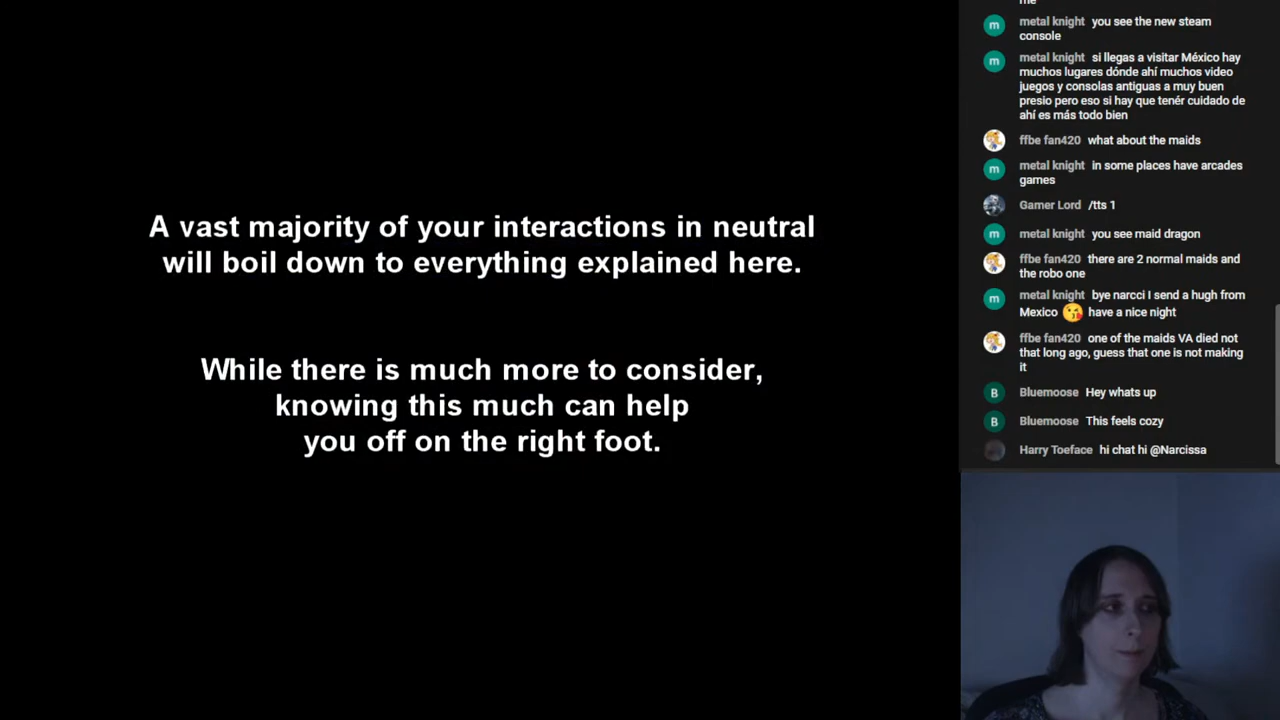 A vast majority of your interactions in neutral
will boil down to everything explained here.
While there is much more to consider,
knowing this much can help
you off on the right foot.
me
metal knight you see the new steam
console
metal knight si llegas a visitar México hay
muchos lugares dónde ahí muchos video
juegos y consolas antiguas a muy buen
presio pero eso si hay que tenér cuidado de
ahí es más todo bien
ffbe fan420 what about the maids
metal knight in some places have arcades
games
Gamer Lord /tts 1
metal knight you see maid dragon
ffbe fan420 there are 2 normal maids and
the robo one
metal knight bye narcci I send a hugh from
Mexico 😘 have a nice night
ffbe fan420 one of the maids VA died not
that long ago, guess that one is not making
it
B Bluemoose Hey whats up
B Bluemoose This feels cozy
Harry Toeface hi chat hi @Narcissa